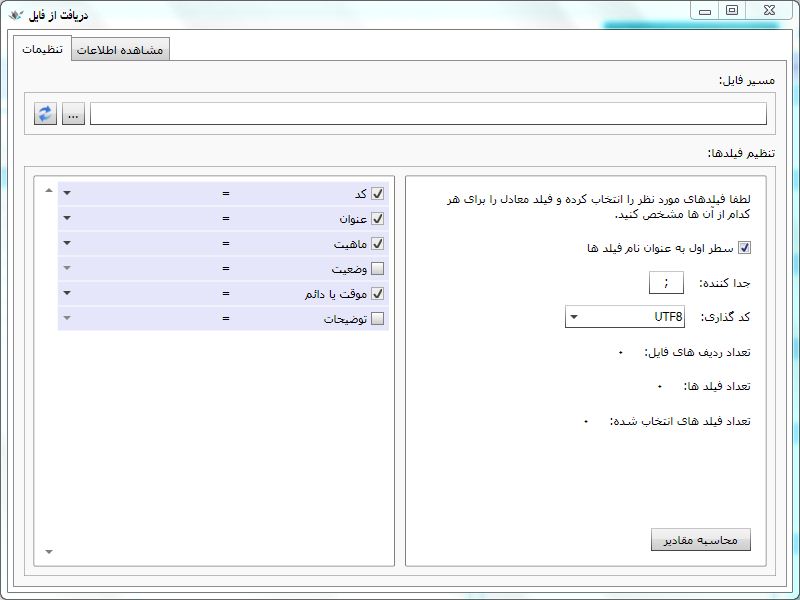 دریافت از فایل
تنظیمات
مشاهده اطلاعات
مسیر فایل:
...
تنظیم فیلدها:
لطفا فیلدهای مورد نظر را انتخاب کرده و فیلد معادل را برای هر
کدام از آن ها مشخص کنید.
سطر اول به عنوان نام فیلد ها
جدا کننده: ;
کد گذاری: UTF8
تعداد ردیف های فایل: ۰
تعداد فیلد ها: ۰
تعداد فیلد های انتخاب شده: ۰
محاسبه مقادیر
کد =
عنوان =
ماهیت =
وضعیت =
موقت یا دائم =
توضیحات =